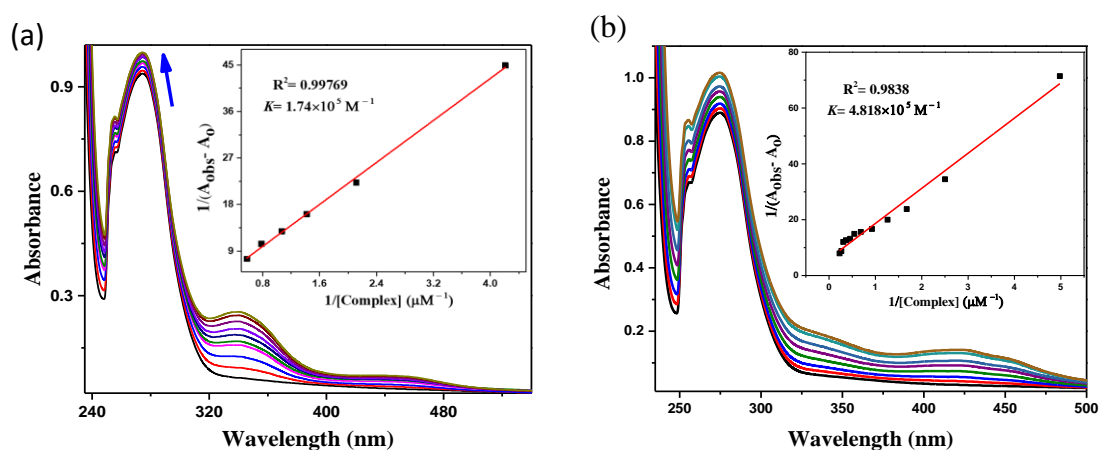 (a)
0.9
0.6
0.3
Absorbance
240
320
400
480
Wavelength (nm)
45
36
27
18
9
1/(A_obs- A_o)
R²= 0.99769
K= 1.74×10⁵ M⁻¹
0.8
1.6
2.4
3.2
4.0
1/[Complex] (µM⁻¹)
(b)
1.0
0.8
0.6
0.4
0.2
Absorbance
250
300
350
400
450
500
Wavelength (nm)
80
60
40
20
0
1/(A_obs- A_o)
R²= 0.9838
K= 4.818×10⁵ M⁻¹
0
1
2
3
4
5
1/[Complex] (µM⁻¹)